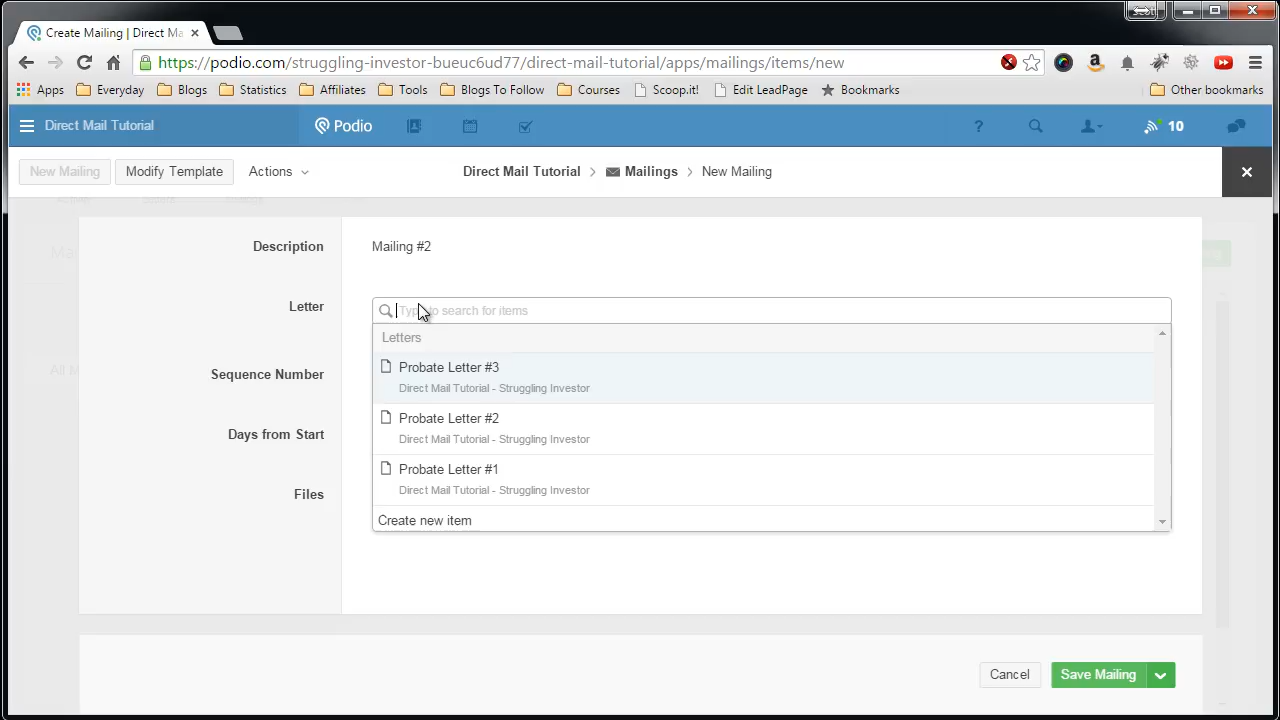 Create Mailing | Direct Ma
https://podio.com/struggling-investor-bueuc6ud77/direct-mail-tutorial/apps/mailings/items/new
Apps Everyday Blogs Statistics Affiliates Tools Blogs To Follow Courses Scoop.it! Edit LeadPage Bookmarks Other bookmarks
Direct Mail Tutorial Podio ? 10
New Mailing Modify Template Actions Direct Mail Tutorial > Mailings > New Mailing
Description Mailing #2
Letter Type to search for items
Letters
Probate Letter #3
Direct Mail Tutorial - Struggling Investor
Sequence Number
Probate Letter #2
Direct Mail Tutorial - Struggling Investor
Days from Start
Probate Letter #1
Direct Mail Tutorial - Struggling Investor
Files
Create new item
Cancel Save Mailing